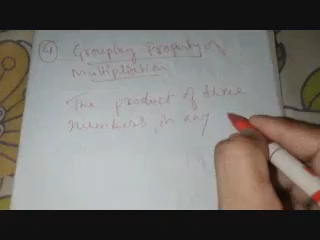 (4) Grouping Property of
Multiplication
The product of three
numbers, in any